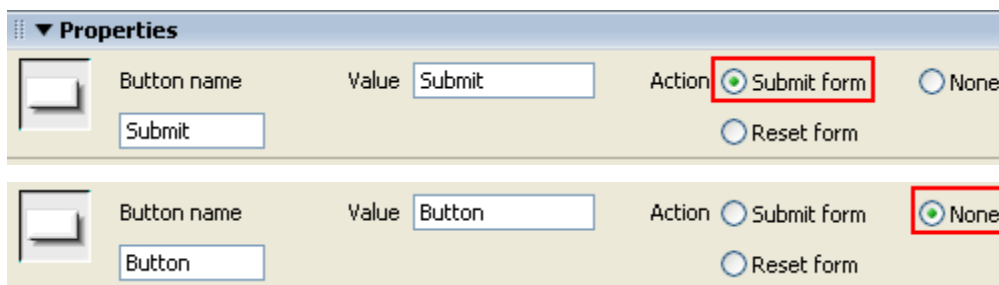 Properties
Button name Value Submit Action Submit form None
Submit Reset form
Button name Value Button Action Submit form None
Button Reset form